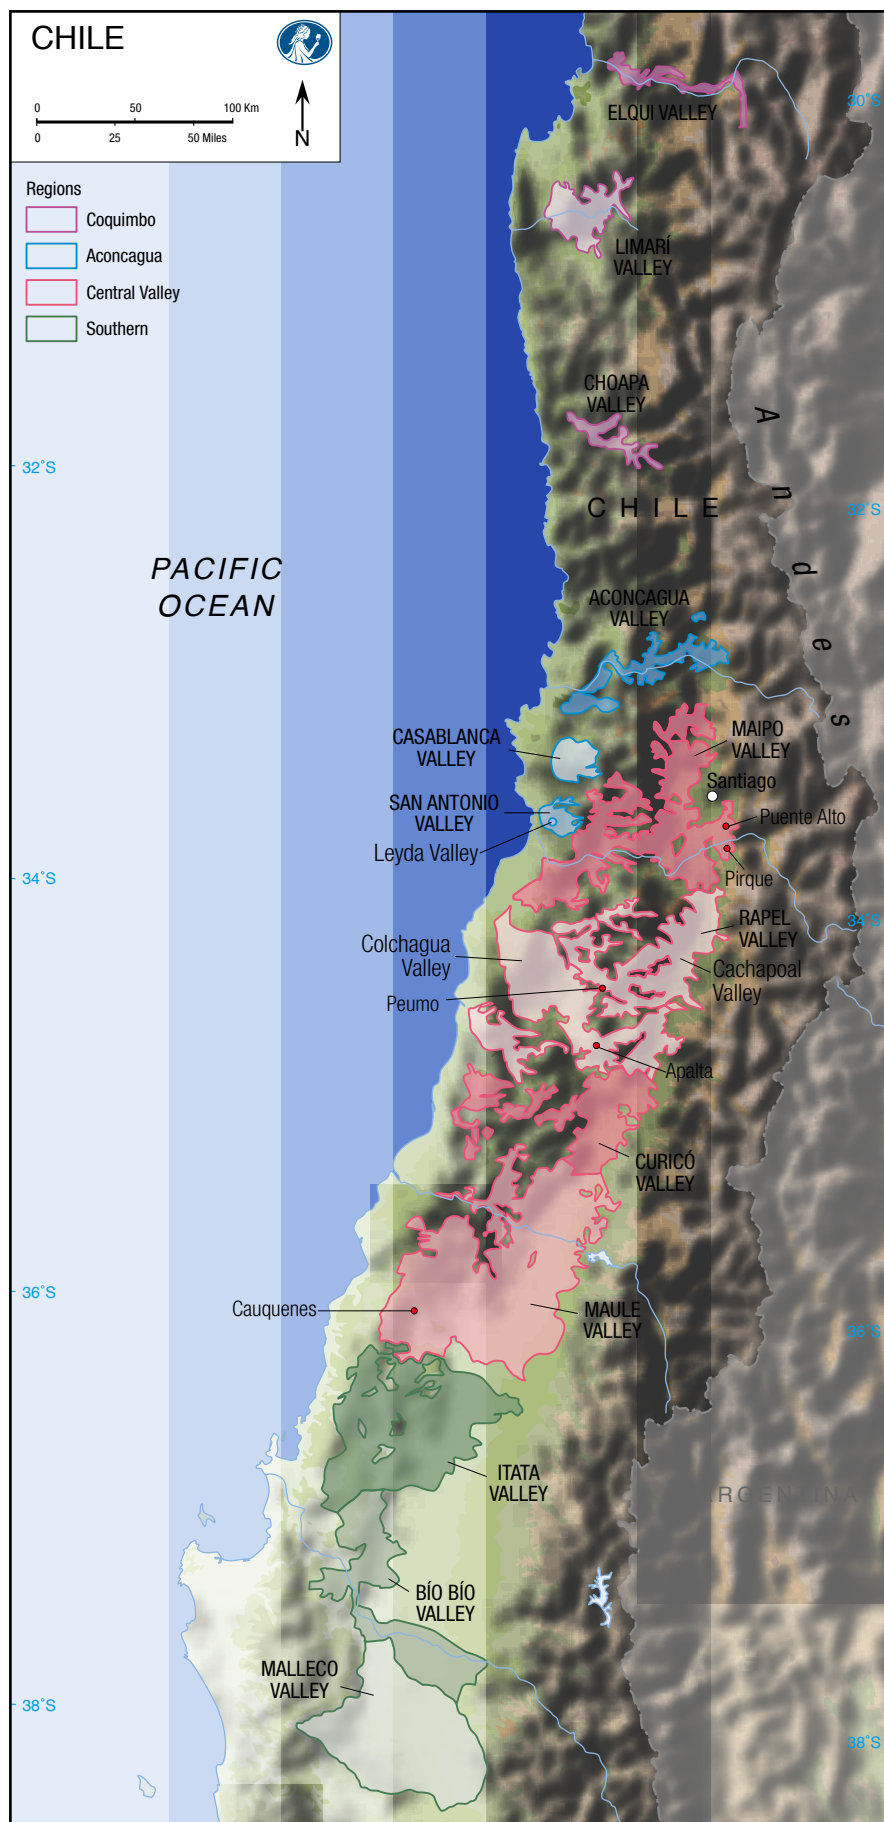 CHILE
0 50 100 Km
0 25 50 Miles
N
Regions
Coquimbo
Aconcagua
Central Valley
Southern
30°S
ELQUI VALLEY
LIMARÍ
VALLEY
CHOAPA
VALLEY
Andes
32°S
32°S
CHILE
PACIFIC
OCEAN
ACONCAGUA
VALLEY
CASABLANCA
VALLEY
MAIPO
VALLEY
Santiago
SAN ANTONIO
VALLEY
Leyda Valley
Puente Alto
Pirque
34°S
34°S
RAPEL
VALLEY
Colchagua
Valley
Cachapoal
Valley
Peumo
Apalta
CURICÓ
VALLEY
36°S
36°S
Cauquenes
MAULE
VALLEY
ITATA
VALLEY
ARGENTINA
BÍO BÍO
VALLEY
MALLECO
VALLEY
38°S
38°S